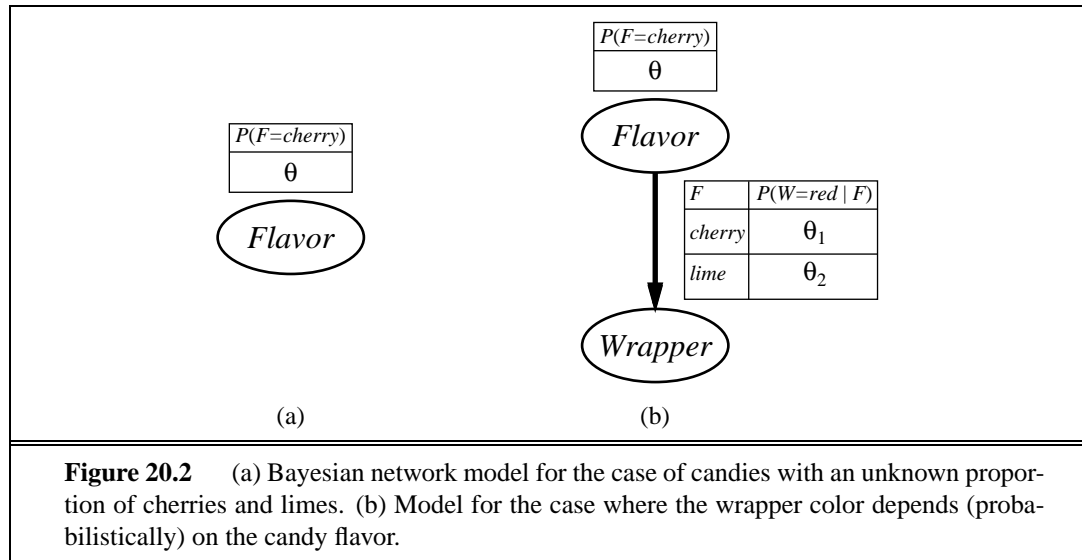 P(F=cherry)
θ
Flavor
(a)
P(F=cherry)
θ
Flavor
F P(W=red | F)
cherry θ1
lime θ2
Wrapper
(b)
Figure 20.2 (a) Bayesian network model for the case of candies with an unknown propor-
tion of cherries and limes. (b) Model for the case where the wrapper color depends (proba-
bilistically) on the candy flavor.